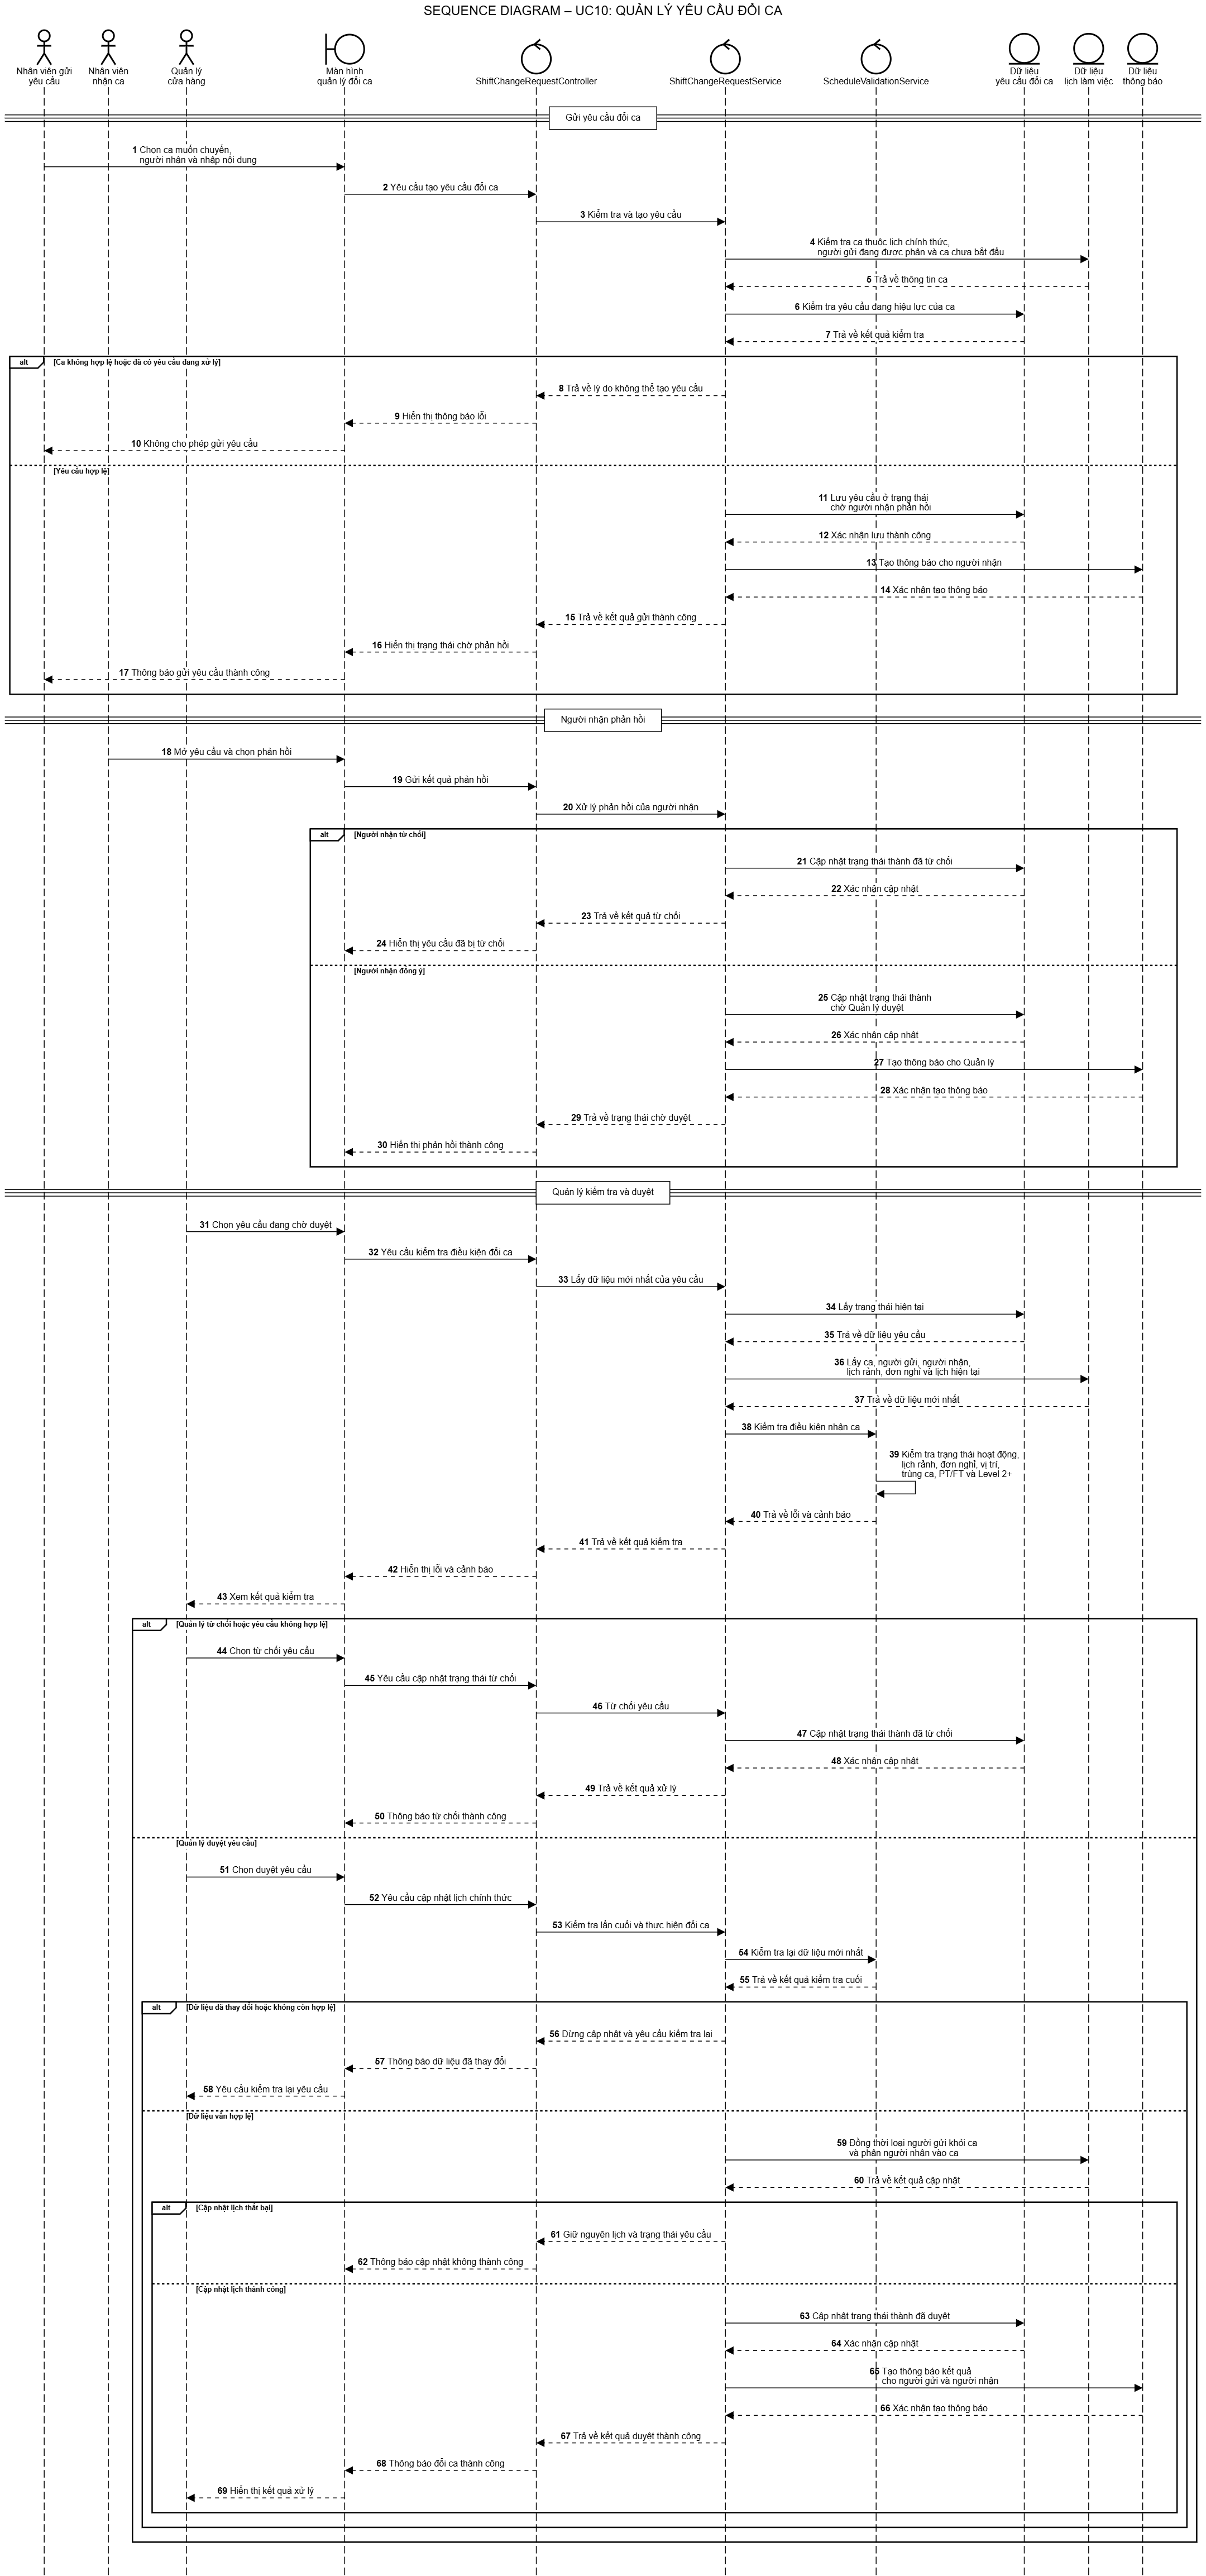 SEQUENCE DIAGRAM – UC10: QUẢN LÝ YÊU CẦU ĐỔI CA
Nhân viên gửi
yêu cầu
Nhân viên
nhận ca
Quản lý
cửa hàng
Màn hình
quản lý đổi ca
ShiftChangeRequestController
ShiftChangeRequestService
ScheduleValidationService
Dữ liệu
yêu cầu đổi ca
Dữ liệu
lịch làm việc
Dữ liệu
thông báo
Gửi yêu cầu đổi ca
1 Chọn ca muốn chuyển,
người nhận và nhập nội dung
2 Yêu cầu tạo yêu cầu đổi ca
3 Kiểm tra và tạo yêu cầu
4 Kiểm tra ca thuộc lịch chính thức,
người gửi đang được phân và ca chưa bắt đầu
5 Trả về thông tin ca
6 Kiểm tra yêu cầu đang hiệu lực của ca
7 Trả về kết quả kiểm tra
alt [Ca không hợp lệ hoặc đã có yêu cầu đang xử lý]
8 Trả về lý do không thể tạo yêu cầu
9 Hiển thị thông báo lỗi
10 Không cho phép gửi yêu cầu
[Yêu cầu hợp lệ]
11 Lưu yêu cầu ở trạng thái
chờ người nhận phản hồi
12 Xác nhận lưu thành công
13 Tạo thông báo cho người nhận
14 Xác nhận tạo thông báo
15 Trả về kết quả gửi thành công
16 Hiển thị trạng thái chờ phản hồi
17 Thông báo gửi yêu cầu thành công
Người nhận phản hồi
18 Mở yêu cầu và chọn phản hồi
19 Gửi kết quả phản hồi
20 Xử lý phản hồi của người nhận
alt [Người nhận từ chối]
21 Cập nhật trạng thái thành đã từ chối
22 Xác nhận cập nhật
23 Trả về kết quả từ chối
24 Hiển thị yêu cầu đã bị từ chối
[Người nhận đồng ý]
25 Cập nhật trạng thái thành
chờ Quản lý duyệt
26 Xác nhận cập nhật
27 Tạo thông báo cho Quản lý
28 Xác nhận tạo thông báo
29 Trả về trạng thái chờ duyệt
30 Hiển thị phản hồi thành công
Quản lý kiểm tra và duyệt
31 Chọn yêu cầu đang chờ duyệt
32 Yêu cầu kiểm tra điều kiện đổi ca
33 Lấy dữ liệu mới nhất của yêu cầu
34 Lấy trạng thái hiện tại
35 Trả về dữ liệu yêu cầu
36 Lấy ca, người gửi, người nhận,
lịch rảnh, đơn nghỉ và lịch hiện tại
37 Trả về dữ liệu mới nhất
38 Kiểm tra điều kiện nhận ca
39 Kiểm tra trạng thái hoạt động,
lịch rảnh, đơn nghỉ, vị trí,
trùng ca, PT/FT và Level 2+
40 Trả về lỗi và cảnh báo
41 Trả về kết quả kiểm tra
42 Hiển thị lỗi và cảnh báo
43 Xem kết quả kiểm tra
alt [Quản lý từ chối hoặc yêu cầu không hợp lệ]
44 Chọn từ chối yêu cầu
45 Yêu cầu cập nhật trạng thái từ chối
46 Từ chối yêu cầu
47 Cập nhật trạng thái thành đã từ chối
48 Xác nhận cập nhật
49 Trả về kết quả xử lý
50 Thông báo từ chối thành công
[Quản lý duyệt yêu cầu]
51 Chọn duyệt yêu cầu
52 Yêu cầu cập nhật lịch chính thức
53 Kiểm tra lần cuối và thực hiện đổi ca
54 Kiểm tra lại dữ liệu mới nhất
55 Trả về kết quả kiểm tra cuối
alt [Dữ liệu đã thay đổi hoặc không còn hợp lệ]
56 Dừng cập nhật và yêu cầu kiểm tra lại
57 Thông báo dữ liệu đã thay đổi
58 Yêu cầu kiểm tra lại yêu cầu
[Dữ liệu vẫn hợp lệ]
59 Đồng thời loại người gửi khỏi ca
và phân người nhận vào ca
60 Trả về kết quả cập nhật
alt [Cập nhật lịch thất bại]
61 Giữ nguyên lịch và trạng thái yêu cầu
62 Thông báo cập nhật không thành công
[Cập nhật lịch thành công]
63 Cập nhật trạng thái thành đã duyệt
64 Xác nhận cập nhật
65 Tạo thông báo kết quả
cho người gửi và người nhận
66 Xác nhận tạo thông báo
67 Trả về kết quả duyệt thành công
68 Thông báo đổi ca thành công
69 Hiển thị kết quả xử lý